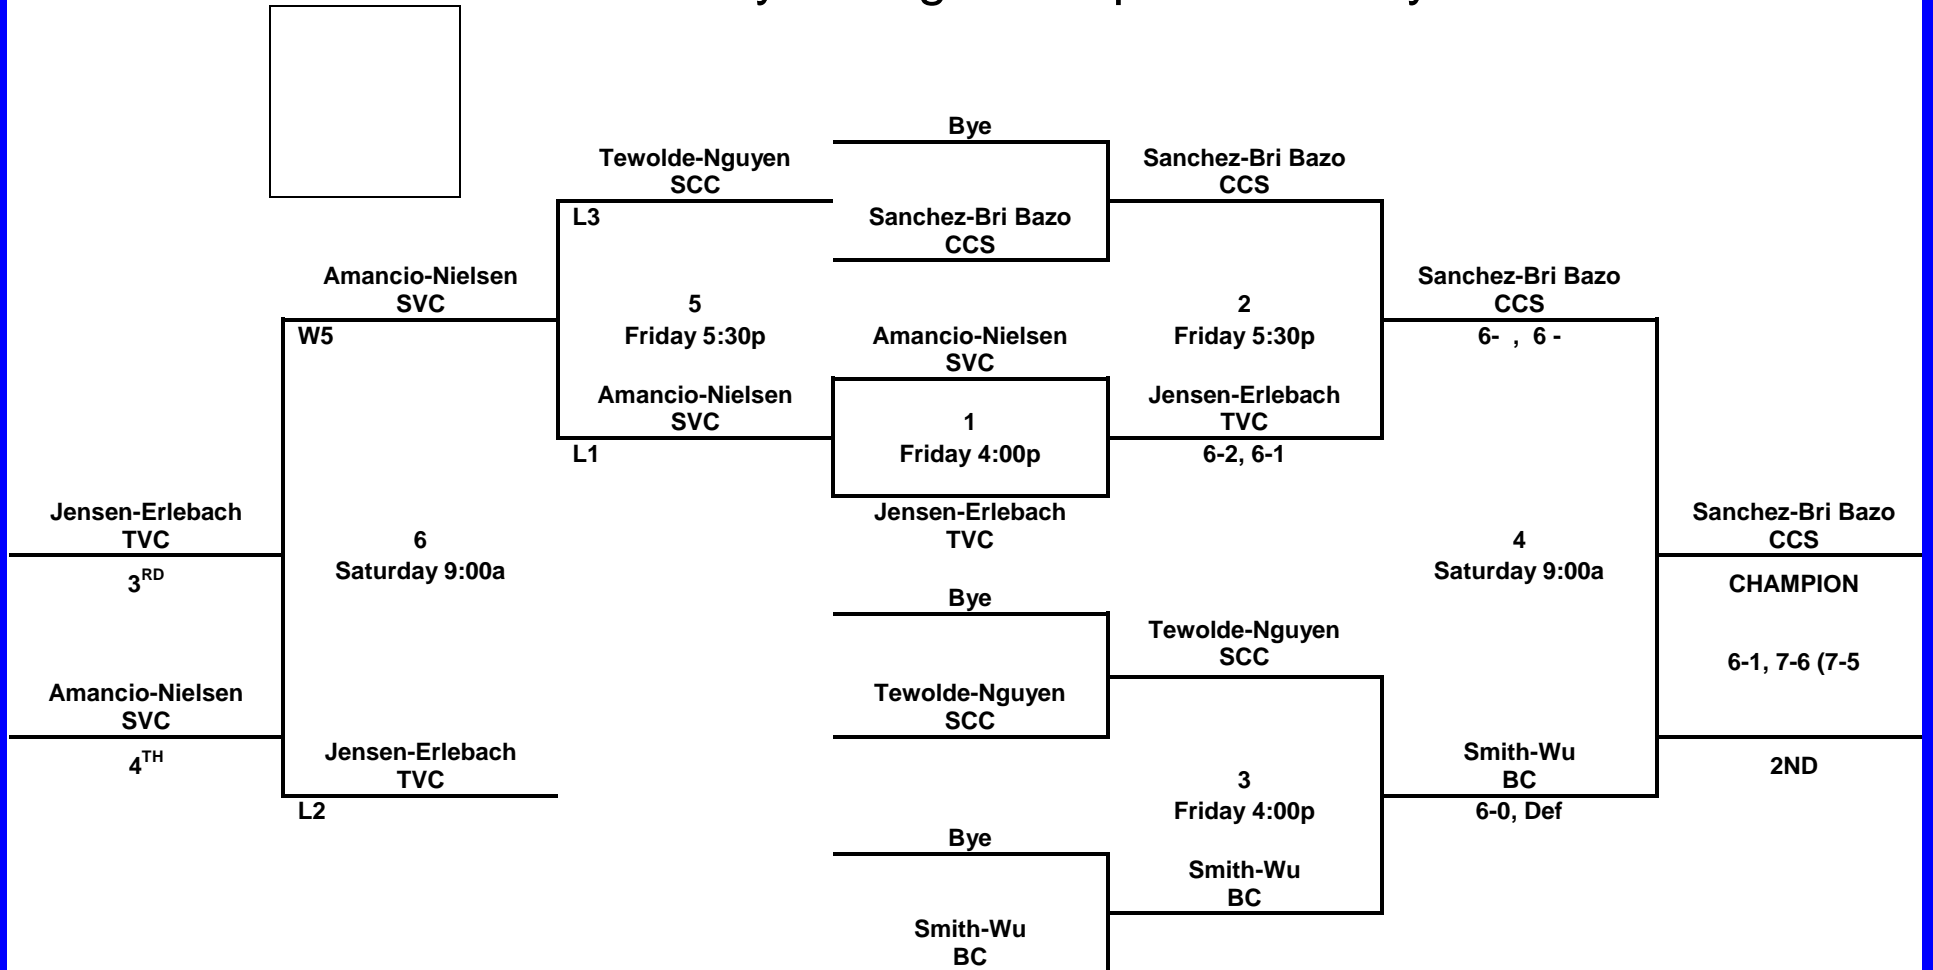 Bye
Tewolde-Nguyen
SCC
L3
Sanchez-Bri Bazo
CCS
Sanchez-Bri Bazo
CCS
Amancio-Nielsen
SVC
W5
5
Friday 5:30p
Amancio-Nielsen
SVC
2
Friday 5:30p
Sanchez-Bri Bazo
CCS
6-  ,  6 -
Amancio-Nielsen
SVC
L1
1
Friday 4:00p
Jensen-Erlebach
TVC
6-2, 6-1
Jensen-Erlebach
TVC
3RD
6
Saturday 9:00a
Jensen-Erlebach
TVC
4
Saturday 9:00a
Sanchez-Bri Bazo
CCS
CHAMPION
6-1, 7-6 (7-5
Bye
Tewolde-Nguyen
SCC
Amancio-Nielsen
SVC
4TH
Jensen-Erlebach
TVC
L2
Tewolde-Nguyen
SCC
3
Friday 4:00p
Smith-Wu
BC
6-0, Def
2ND
Bye
Smith-Wu
BC
Smith-Wu
BC